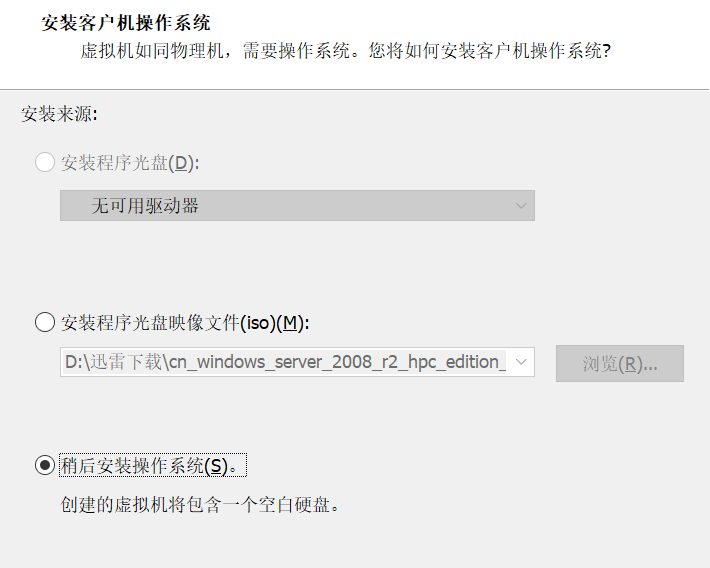 安装客户机操作系统
虚拟机如同物理机，需要操作系统。您将如何安装客户机操作系统?
安装来源:
安装程序光盘(D):
无可用驱动器
安装程序光盘映像文件(iso)(M):
D:\迅雷下载\cn_windows_server_2008_r2_hpc_edition_
浏览(R)...
稍后安装操作系统(S)。
创建的虚拟机将包含一个空白硬盘。